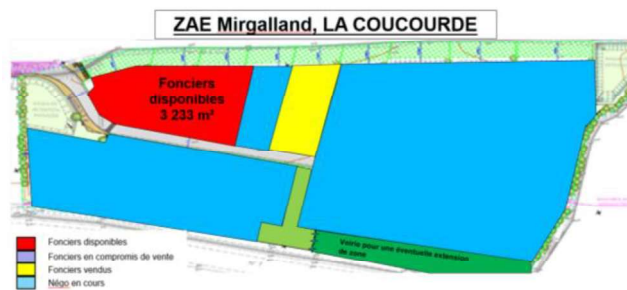 ZAE Mirgalland, LA COUCOURDE
Fonciers
disponibles
3 233 m²
Voirie pour une éventuelle extension
de zone
Fonciers disponibles
Fonciers en compromis de vente
Fonciers vendus
Négo en cours